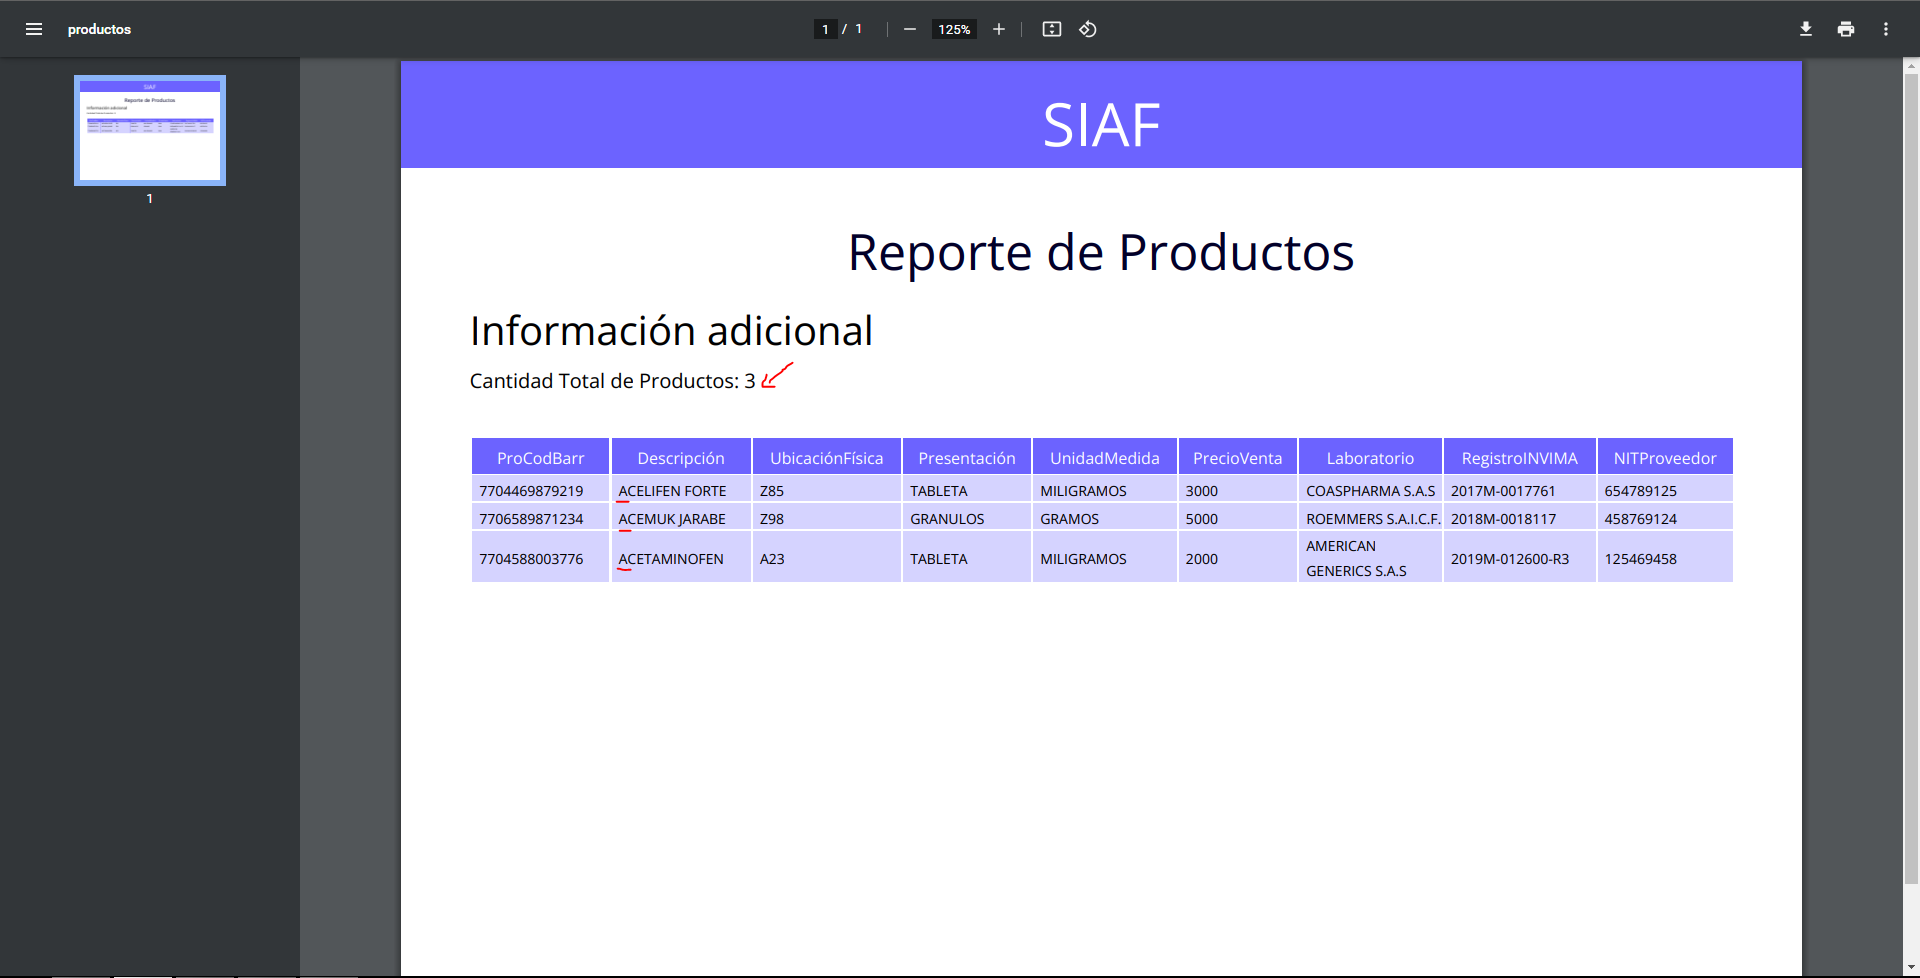 productos
1 / 1
125%
1
SIAF
Reporte de Productos
Información adicional
Cantidad Total de Productos: 3
ProCodBarr Descripción UbicaciónFísica Presentación UnidadMedida PrecioVenta Laboratorio RegistroINVIMA NITProveedor
7704469879219 ACELIFEN FORTE Z85 TABLETA MILIGRAMOS 3000 COASPHARMA S.A.S 2017M-0017761 654789125
7706589871234 ACEMUK JARABE Z98 GRANULOS GRAMOS 5000 ROEMMERS S.A.I.C.F. 2018M-0018117 458769124
7704588003776 ACETAMINOFEN A23 TABLETA MILIGRAMOS 2000 AMERICAN GENERICS S.A.S 2019M-012600-R3 125469458